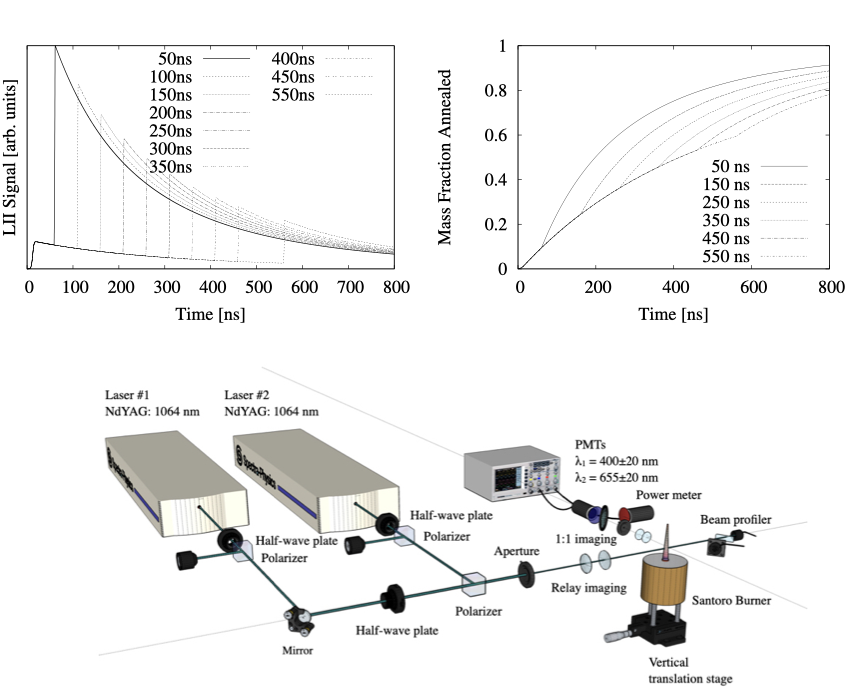 LII Signal [arb. units]
50ns
100ns
150ns
200ns
250ns
300ns
350ns
400ns
450ns
550ns
0 100 200 300 400 500 600 700 800
Time [ns]
Mass Fraction Annealed
1
0.8
0.6
0.4
0.2
0
50 ns
150 ns
250 ns
350 ns
450 ns
550 ns
0 200 400 600 800
Time [ns]
Laser #1
NdYAG: 1064 nm
Laser #2
NdYAG: 1064 nm
Spectra-Physics
Spectra-Physics
PMTs
λ1 = 400±20 nm
λ2 = 655±20 nm
Power meter
Half-wave plate
Polarizer
Half-wave plate
Polarizer
1:1 imaging
Beam profiler
Aperture
Relay imaging
Santoro Burner
Polarizer
Half-wave plate
Mirror
Vertical
translation stage